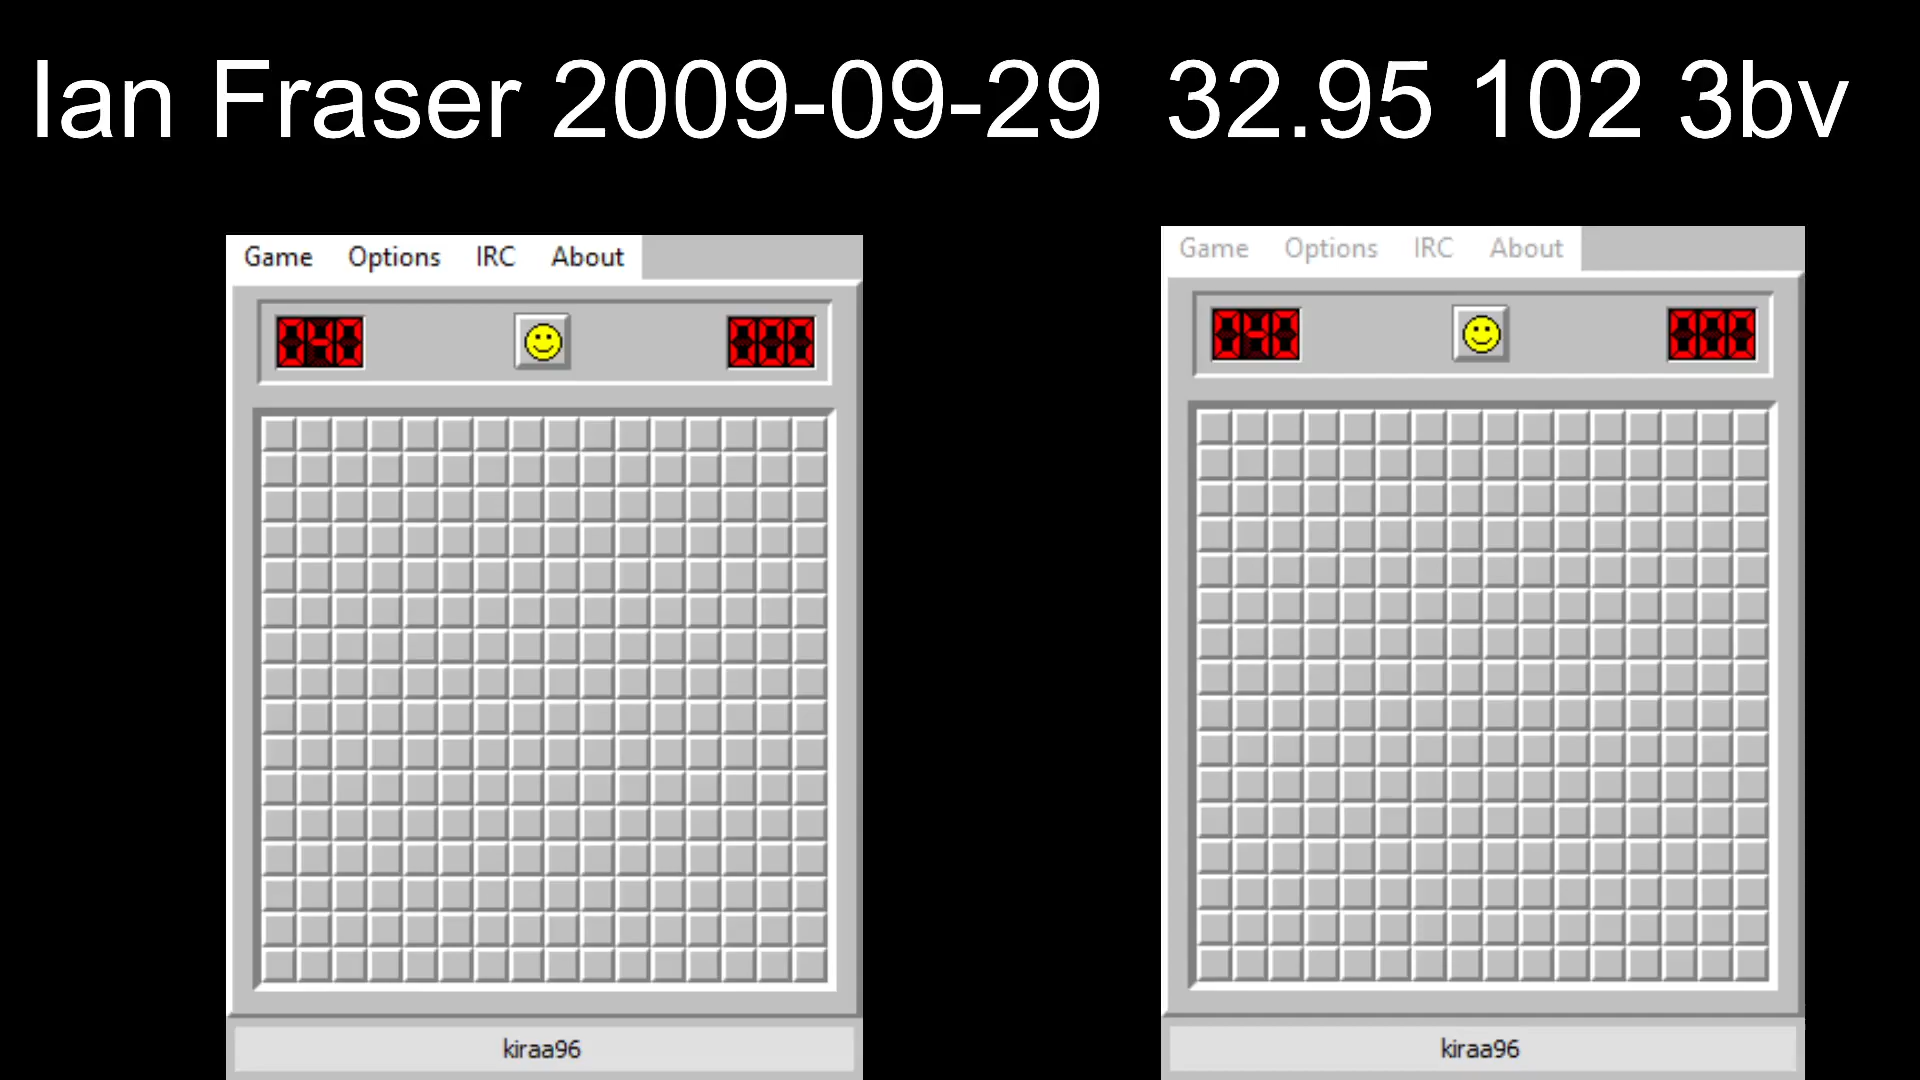 Ian Fraser 2009-09-29 32.95 102 3bv
Game Options IRC About
Game Options IRC About
040 000
040 000
kiraa96
kiraa96